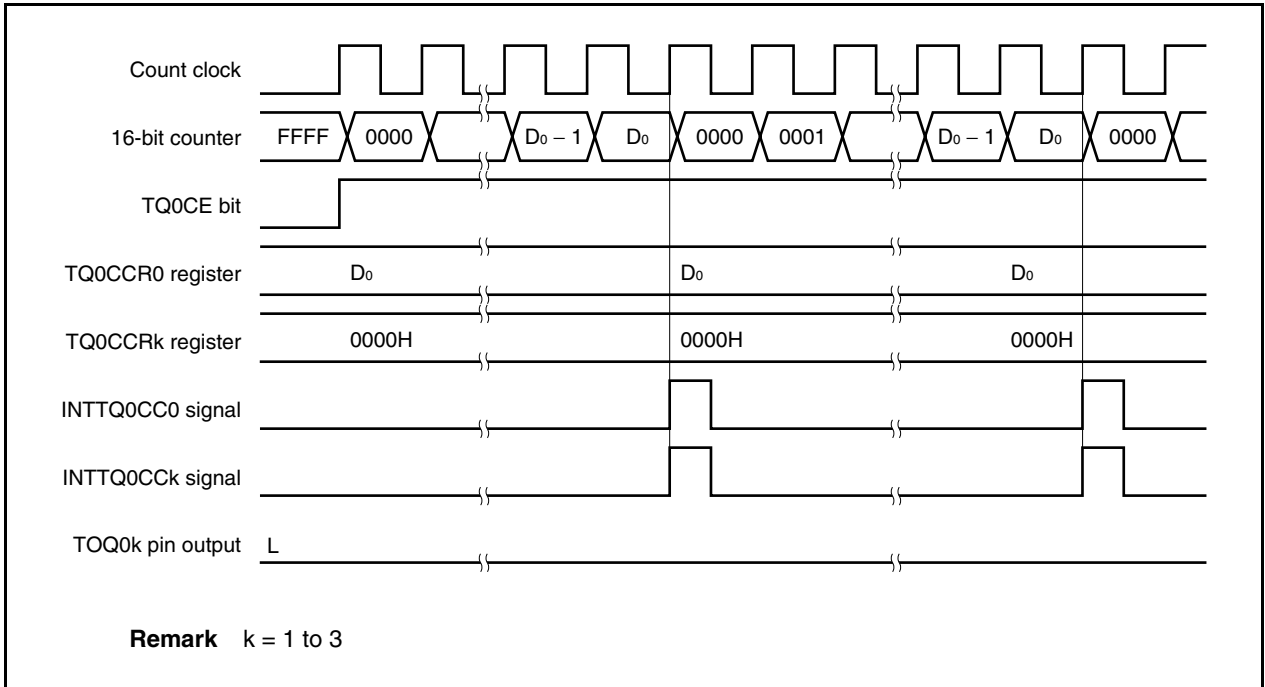 Count clock
16-bit counter FFFF 0000 D₀ − 1 D₀ 0000 0001 D₀ − 1 D₀ 0000
TQ0CE bit
TQ0CCR0 register D₀ D₀ D₀
TQ0CCRk register 0000H 0000H 0000H
INTTQ0CC0 signal
INTTQ0CCk signal
TOQ0k pin output L
Remark k = 1 to 3